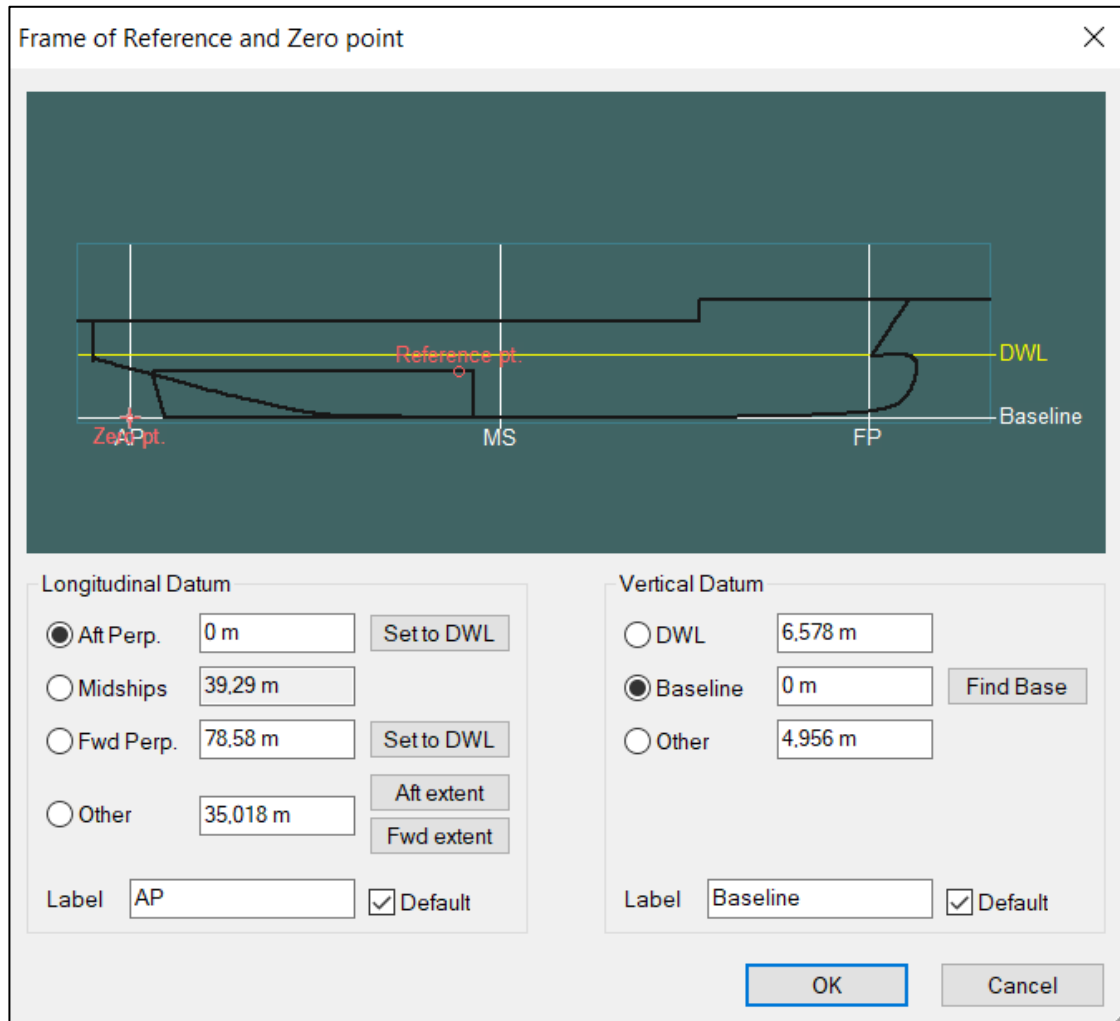 Frame of Reference and Zero point
Reference pt.
DWL
Baseline
Zero pt.
AP
MS
FP
Longitudinal Datum
Aft Perp.
0 m
Set to DWL
Midships
39,29 m
Fwd Perp.
78,58 m
Set to DWL
Other
35,018 m
Aft extent
Fwd extent
Label
AP
Default
Vertical Datum
DWL
6,578 m
Baseline
0 m
Find Base
Other
4,956 m
Label
Baseline
Default
OK
Cancel